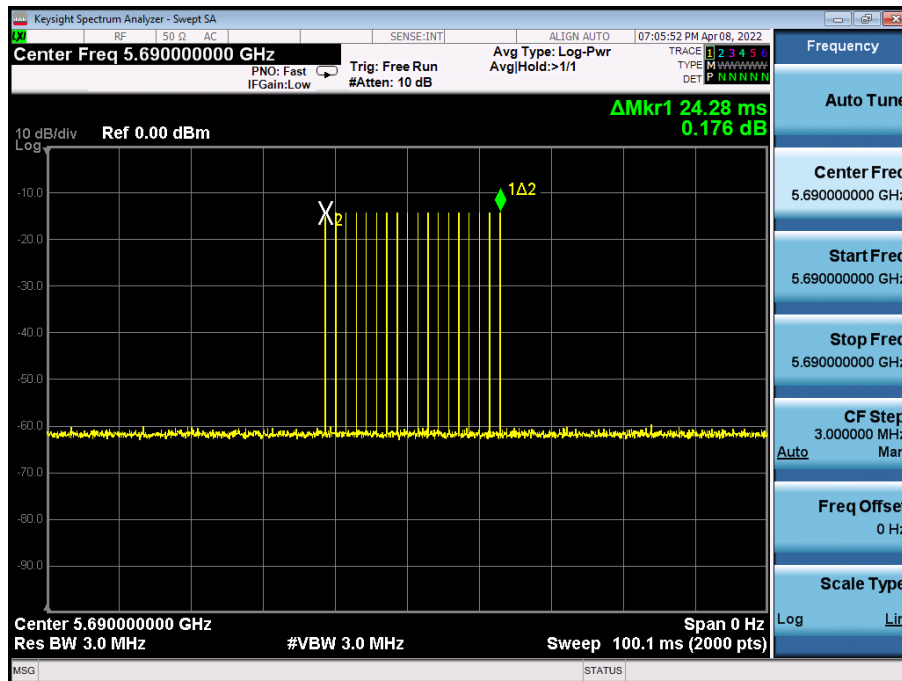 Keysight Spectrum Analyzer - Swept SA
LXI RF 50 Ω AC SENSE:INT ALIGN AUTO 07:05:52 PM Apr 08, 2022
Center Freq 5.690000000 GHz
PNO: Fast
IFGain:Low
Trig: Free Run
#Atten: 10 dB
Avg Type: Log-Pwr
Avg|Hold:>1/1
TRACE 1 2 3 4 5 6
TYPE M W W W W W
DET P N N N N N
ΔMkr1 24.28 ms
0.176 dB
10 dB/div Ref 0.00 dBm
Log
-10.0
-20.0
-30.0
-40.0
-50.0
-60.0
-70.0
-80.0
-90.0
X2
1Δ2
Center 5.690000000 GHz Span 0 Hz
Res BW 3.0 MHz #VBW 3.0 MHz Sweep 100.1 ms (2000 pts)
MSG STATUS
Frequency
Auto Tune
Center Freq
5.690000000 GHz
Start Freq
5.690000000 GHz
Stop Freq
5.690000000 GHz
CF Step
3.000000 MHz
Auto Man
Freq Offset
0 Hz
Scale Type
Log Lin